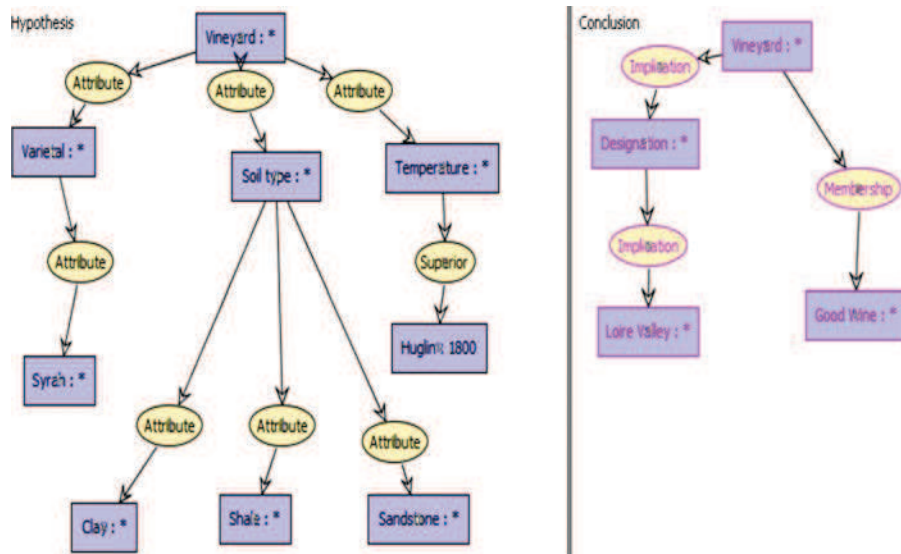 Hypothesis
Vineyard : *
Attribute
Attribute
Attribute
Varietal : *
Soil type : *
Temperature : *
Attribute
Superior
Syrah : *
Huglin: 1800
Attribute
Attribute
Attribute
Clay : *
Shale : *
Sandstone : *
Conclusion
Vineyard : *
Implication
Designation : *
Membership
Implication
Loire Valley : *
Good Wine : *